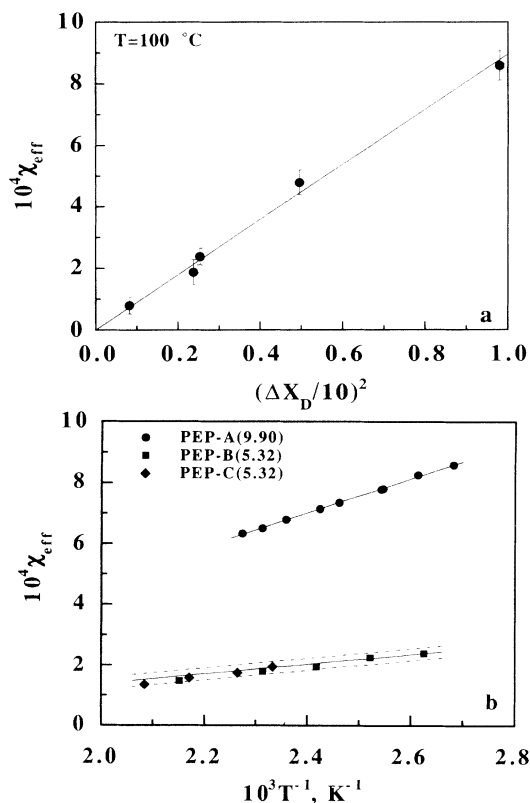 10
T=100 °C
8
6
10⁴χeff
4
2
0
a
0.0 0.2 0.4 0.6 0.8 1.0
(ΔX_D/10)²
10
PEP-A(9.90)
PEP-B(5.32)
PEP-C(5.32)
8
6
10⁴χeff
4
2
0
b
2.0 2.2 2.4 2.6 2.8
10³T⁻¹, K⁻¹